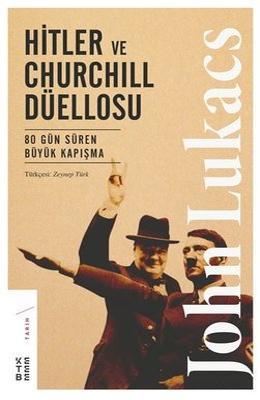 HİTLER VE
CHURCHILL
DÜELLOSU
80 GÜN SÜREN
BÜYÜK KAPIŞMA
Türkçesi: Zeynep Türk
John Lukacs
TARİH
KETEBE